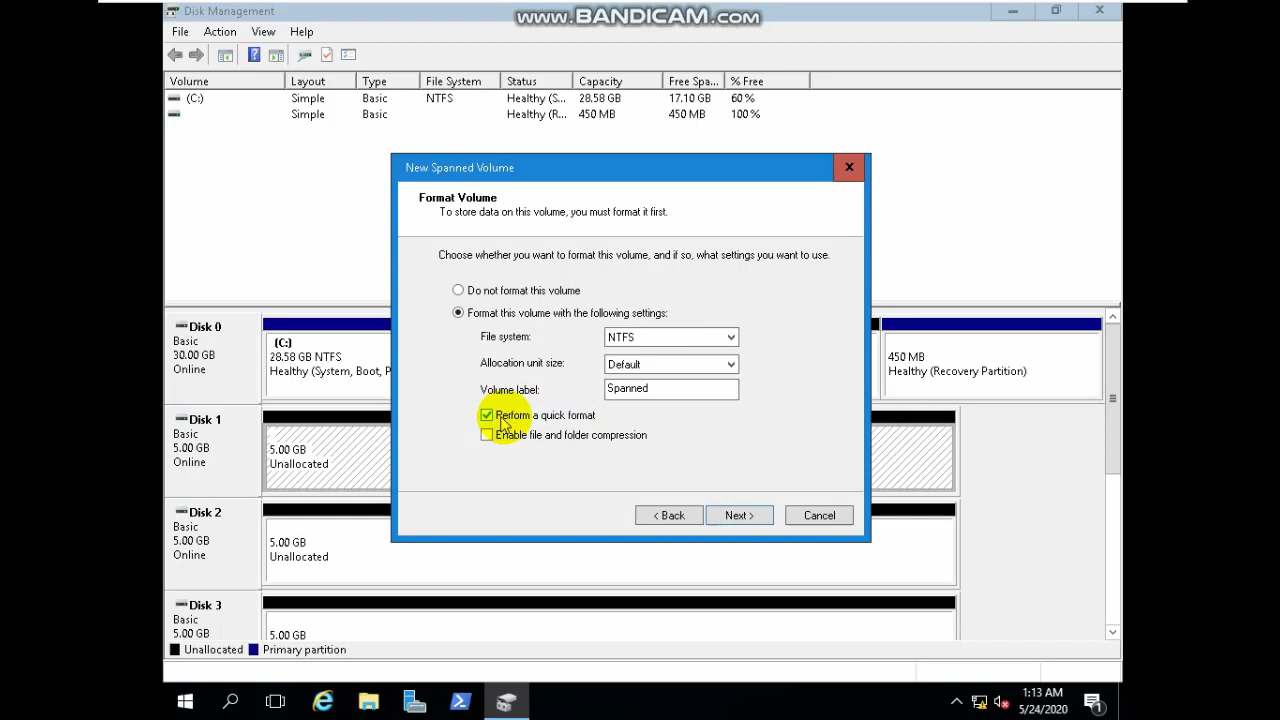 Disk Management
www.BANDICAM.com
File Action View Help
Volume Layout Type File System Status Capacity Free Spa... % Free
(C:) Simple Basic NTFS Healthy (S... 28.58 GB 17.10 GB 60 %
Simple Basic Healthy (R... 450 MB 450 MB 100 %
New Spanned Volume
Format Volume
To store data on this volume, you must format it first.
Choose whether you want to format this volume, and if so, what settings you want to use.
Do not format this volume
Format this volume with the following settings:
File system: NTFS
Allocation unit size: Default
Volume label: Spanned
Perform a quick format
Enable file and folder compression
< Back Next > Cancel
Disk 0
Basic
30.00 GB
Online
(C:)
28.58 GB NTFS
Healthy (System, Boot, P
450 MB
Healthy (Recovery Partition)
Disk 1
Basic
5.00 GB
Online
5.00 GB
Unallocated
Disk 2
Basic
5.00 GB
Online
5.00 GB
Unallocated
Disk 3
Basic
5.00 GB
5.00 GB
Unallocated Primary partition
1:13 AM
5/24/2020
1